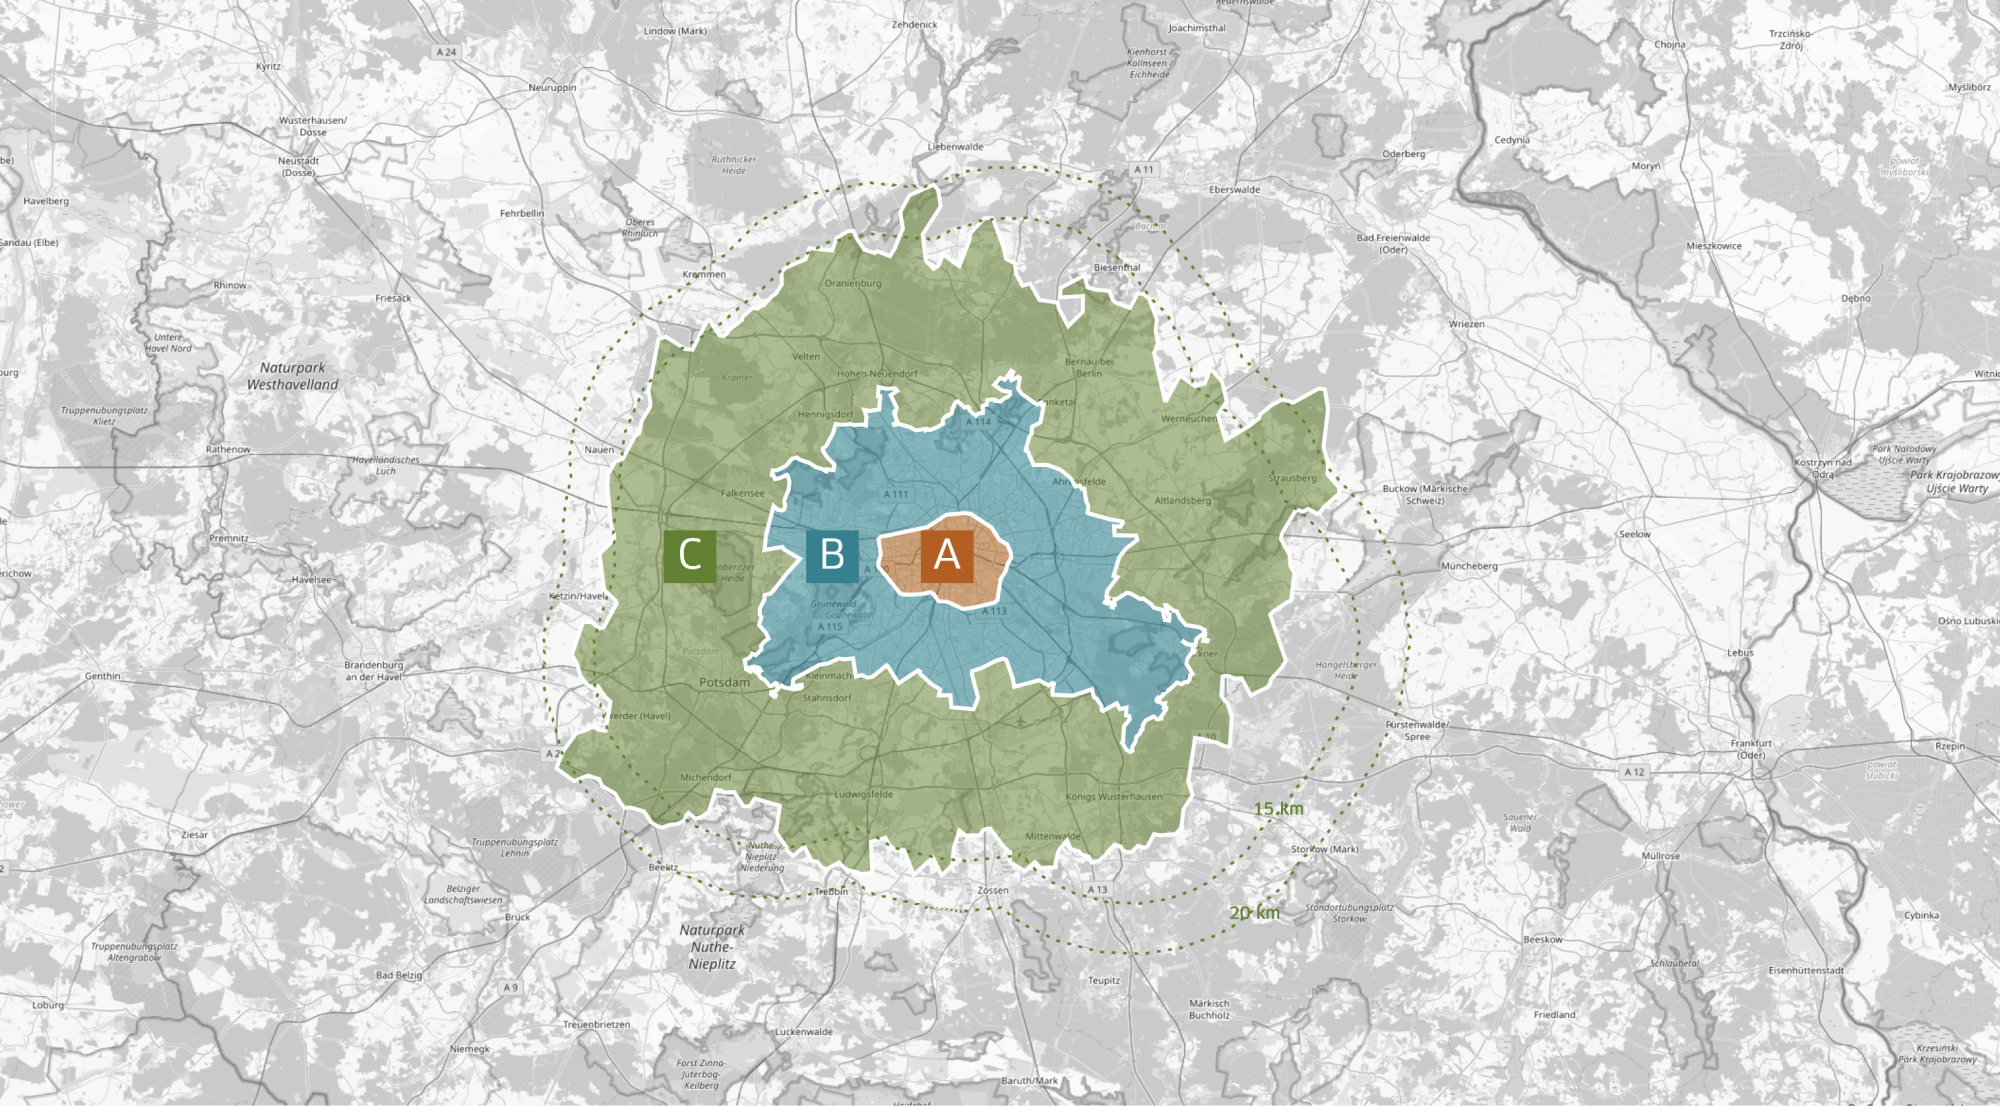 Reuernswalde
Zehdenick
Lindow (Mark)
Joachimsthal
Chojna
Trzcińsko-
Zdrój
A 24
Kyritz
Kienhorst /
Köllnseen /
Eichheide
Neuruppin
Myślibórz
Wusterhausen/
Dosse
Cedynia
Liebenwalde
Oderberg
Neustadt
(Dosse)
Ruthnicker
Heide
A 11
Moryń
powiat
myśliborski
Eberswalde
Havelberg
Fehrbellin
Oberes
Rhinluch
Barnim
Sandau (Elbe)
Bad Freienwalde
(Oder)
Mieszkowice
Kremmen
Biesenthal
Rhinow
Oranienburg
Friesack
Dębno
Wriezen
Untere
Havel Nord
Velten
Bernau bei
Berlin
Naturpark
Westhavelland
Kramer
Hohen Neuendorf
Truppenübungsplatz
Klietz
Hennigsdorf
Werneuchen
A 114
Nauen
Rathenow
Havelländisches
Luch
Park Narodowy
Ujście Warty
Kostrzyn nad
Odrą
Park Krajobrazowy
Ujście Warty
Ahrensfelde
Strausberg
Falkensee
A 111
Altlandsberg
Buckow (Märkische
Schweiz)
Premnitz
Seelow
C
B
A
Döberitzer
Heide
Müncheberg
Havelsee
Ketzin/Havel
Grunewald
Grunewald
A 113
A 115
Ośno Lubuskie
Potsdam
Lebus
Brandenburg
an der Havel
Hangelsberger
Heide
Genthin
Potsdam
Kleinmachnow
Stahnsdorf
Werder (Havel)
Fürstenwalde/
Spree
A 10
Frankfurt
(Oder)
Rzepin
A 12
powiat
słubicki
Michendorf
Ludwigsfelde
Königs Wusterhausen
15 km
Sauener
Wald
Ziesar
Mittenwalde
Truppenübungsplatz
Lehnin
Nuthe-
Nieplitz-
Niederung
Storkow (Mark)
Müllrose
Beelitz
Trebbin
Zossen
A 13
Belziger
Landschaftswiesen
20 km
Standortübungsplatz
Storkow
Brück
Cybinka
Naturpark
Nuthe-
Nieplitz
Truppenübungsplatz
Altengrabow
Beeskow
Schlaubetal
Eisenhüttenstadt
Bad Belzig
Teupitz
A 9
Loburg
Märkisch
Buchholz
Friedland
Treuenbrietzen
Luckenwalde
Niemegk
Krzesiński
Park Krajobrazowy
Forst Zinna-
Jüterbog-
Keilberg
Baruth/Mark